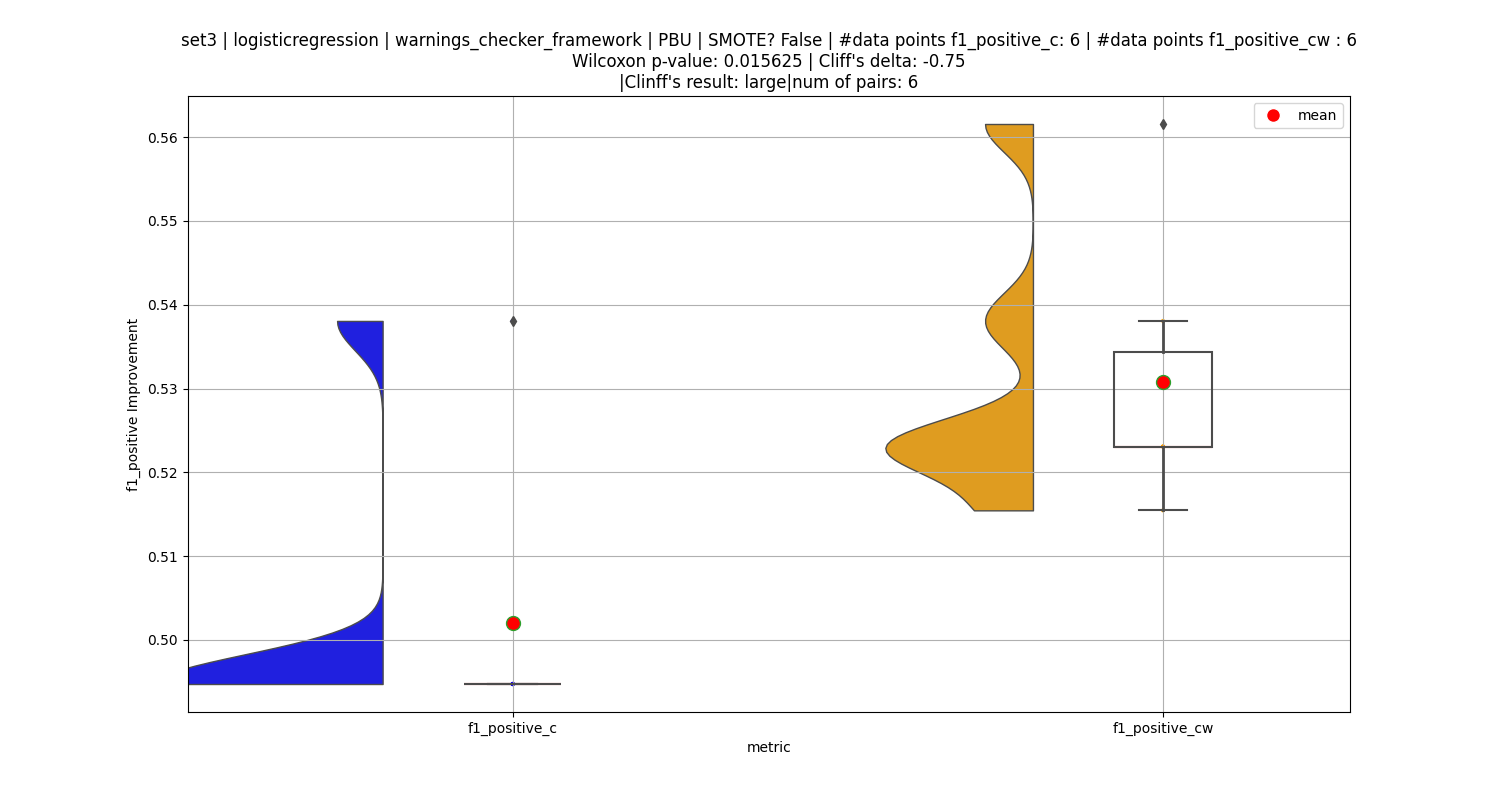 set3 | logisticregression | warnings_checker_framework | PBU | SMOTE? False | #data points f1_positive_c: 6 | #data points f1_positive_cw : 6
Wilcoxon p-value: 0.015625 | Cliff's delta: -0.75
|Clinff's result: large|num of pairs: 6
mean
0.56
0.55
0.54
0.53
0.52
0.51
0.50
f1_positive Improvement
f1_positive_c
f1_positive_cw
metric